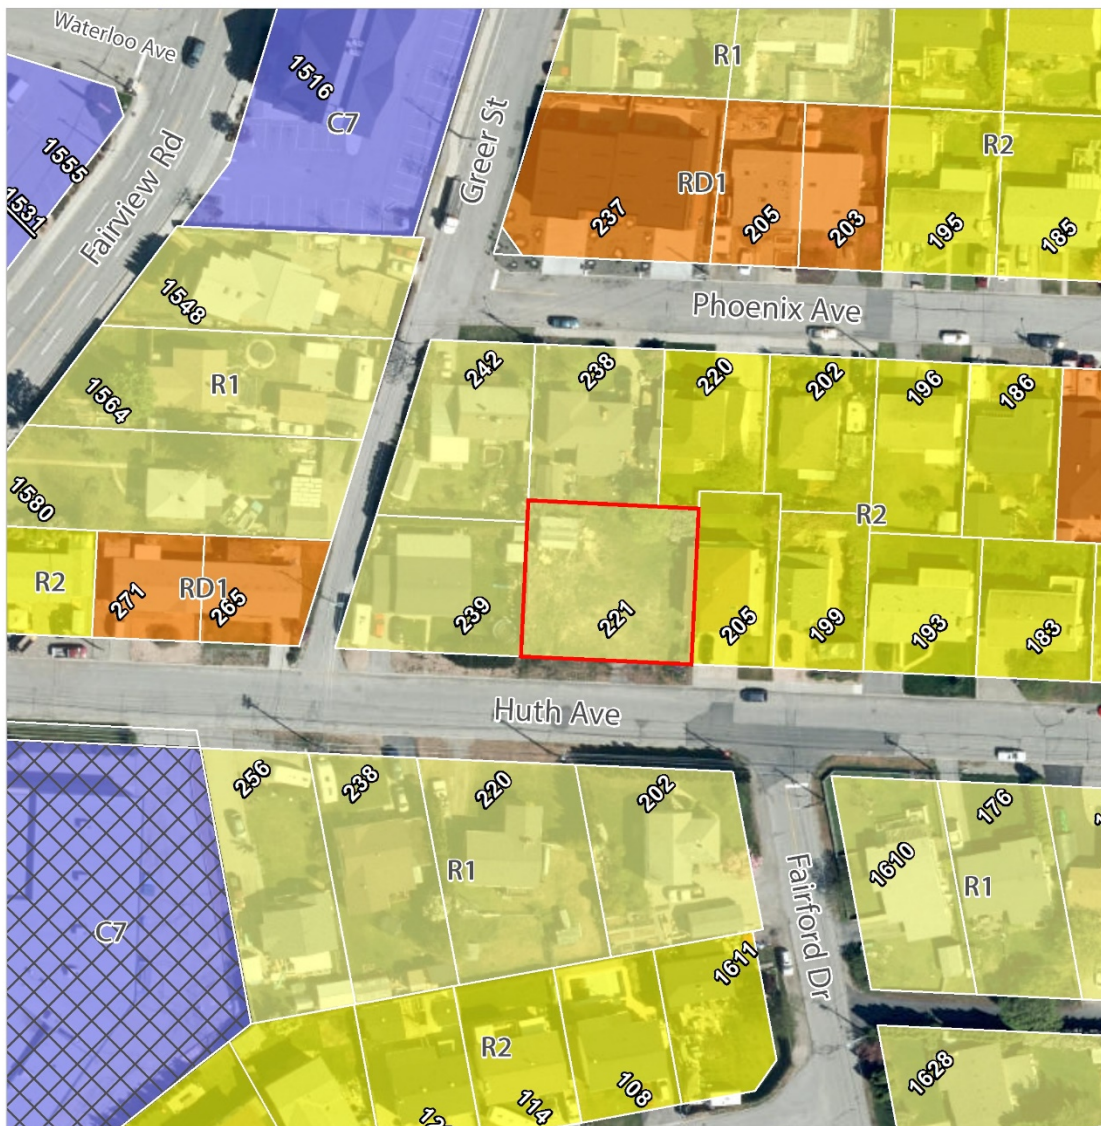 Waterloo Ave
1516
C7
Greer St
R1
R2
1555
1531
Fairview Rd
RD1
237
205
203
195
185
1548
Phoenix Ave
242
238
220
202
196
186
R1
1564
1580
R2
R2
271
RD1
265
239
221
205
199
193
183
Huth Ave
256
238
220
202
176
R1
1610
R1
C7
Fairford Dr
1611
R2
114
108
1628